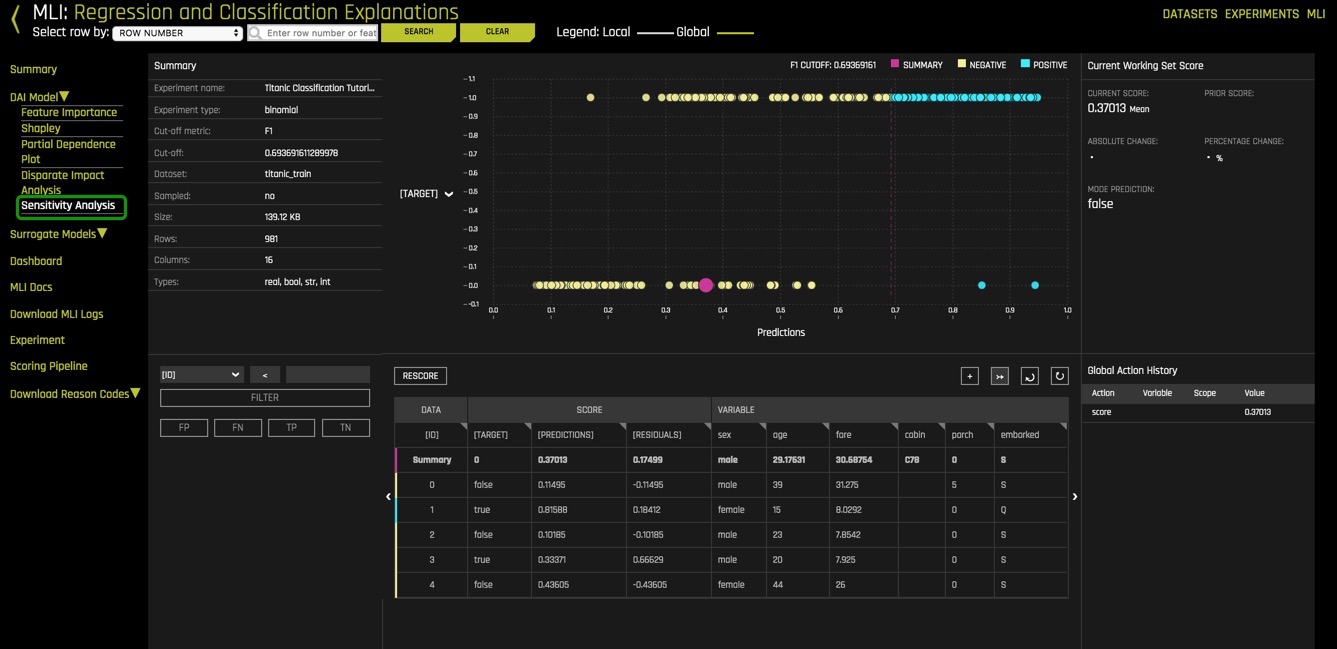 MLI: Regression and Classification Explanations
DATASETS EXPERIMENTS MLI
Select row by: ROW NUMBER Enter row number or feat SEARCH CLEAR Legend: Local Global
Summary
DAI Model
Feature Importance
Shapley
Partial Dependence
Plot
Disparate Impact
Analysis
Sensitivity Analysis
Surrogate Models
Dashboard
MLI Docs
Download MLI Logs
Experiment
Scoring Pipeline
Download Reason Codes
Summary
Experiment name: Titanic Classification Tutori...
Experiment type: binomial
Cut-off metric: F1
Cut-off: 0.693691611289978
Dataset: titanic_train
Sampled: no
Size: 139.12 KB
Rows: 981
Columns: 16
Types: real, bool, str, int
F1 CUTOFF: 0.69369161 SUMMARY NEGATIVE POSITIVE
1.1
1.0
0.9
0.8
0.7
0.6
[TARGET] 0.5
0.4
0.3
0.2
0.1
0.0
-0.1
0.0 0.1 0.2 0.3 0.4 0.5 0.6 0.7 0.8 0.9 1.0
Predictions
Current Working Set Score
CURRENT SCORE: PRIOR SCORE:
0.37013 Mean
ABSOLUTE CHANGE: PERCENTAGE CHANGE:
· · %
MODE PREDICTION:
false
[ID] <
FILTER
FP FN TP TN
RESCORE +
DATA SCORE VARIABLE
[ID] [TARGET] [PREDICTIONS] [RESIDUALS] sex age fare cabin parch embarked
Summary 0 0.37013 0.17499 male 29.17631 30.68754 C78 0 S
0 false 0.11495 -0.11495 male 39 31.275 5 S
1 true 0.81588 0.18412 female 15 8.0292 0 Q
2 false 0.10185 -0.10185 male 23 7.8542 0 S
3 true 0.33371 0.66629 male 20 7.925 0 S
4 false 0.43605 -0.43605 female 44 26 0 S
Global Action History
Action Variable Scope Value
score 0.37013